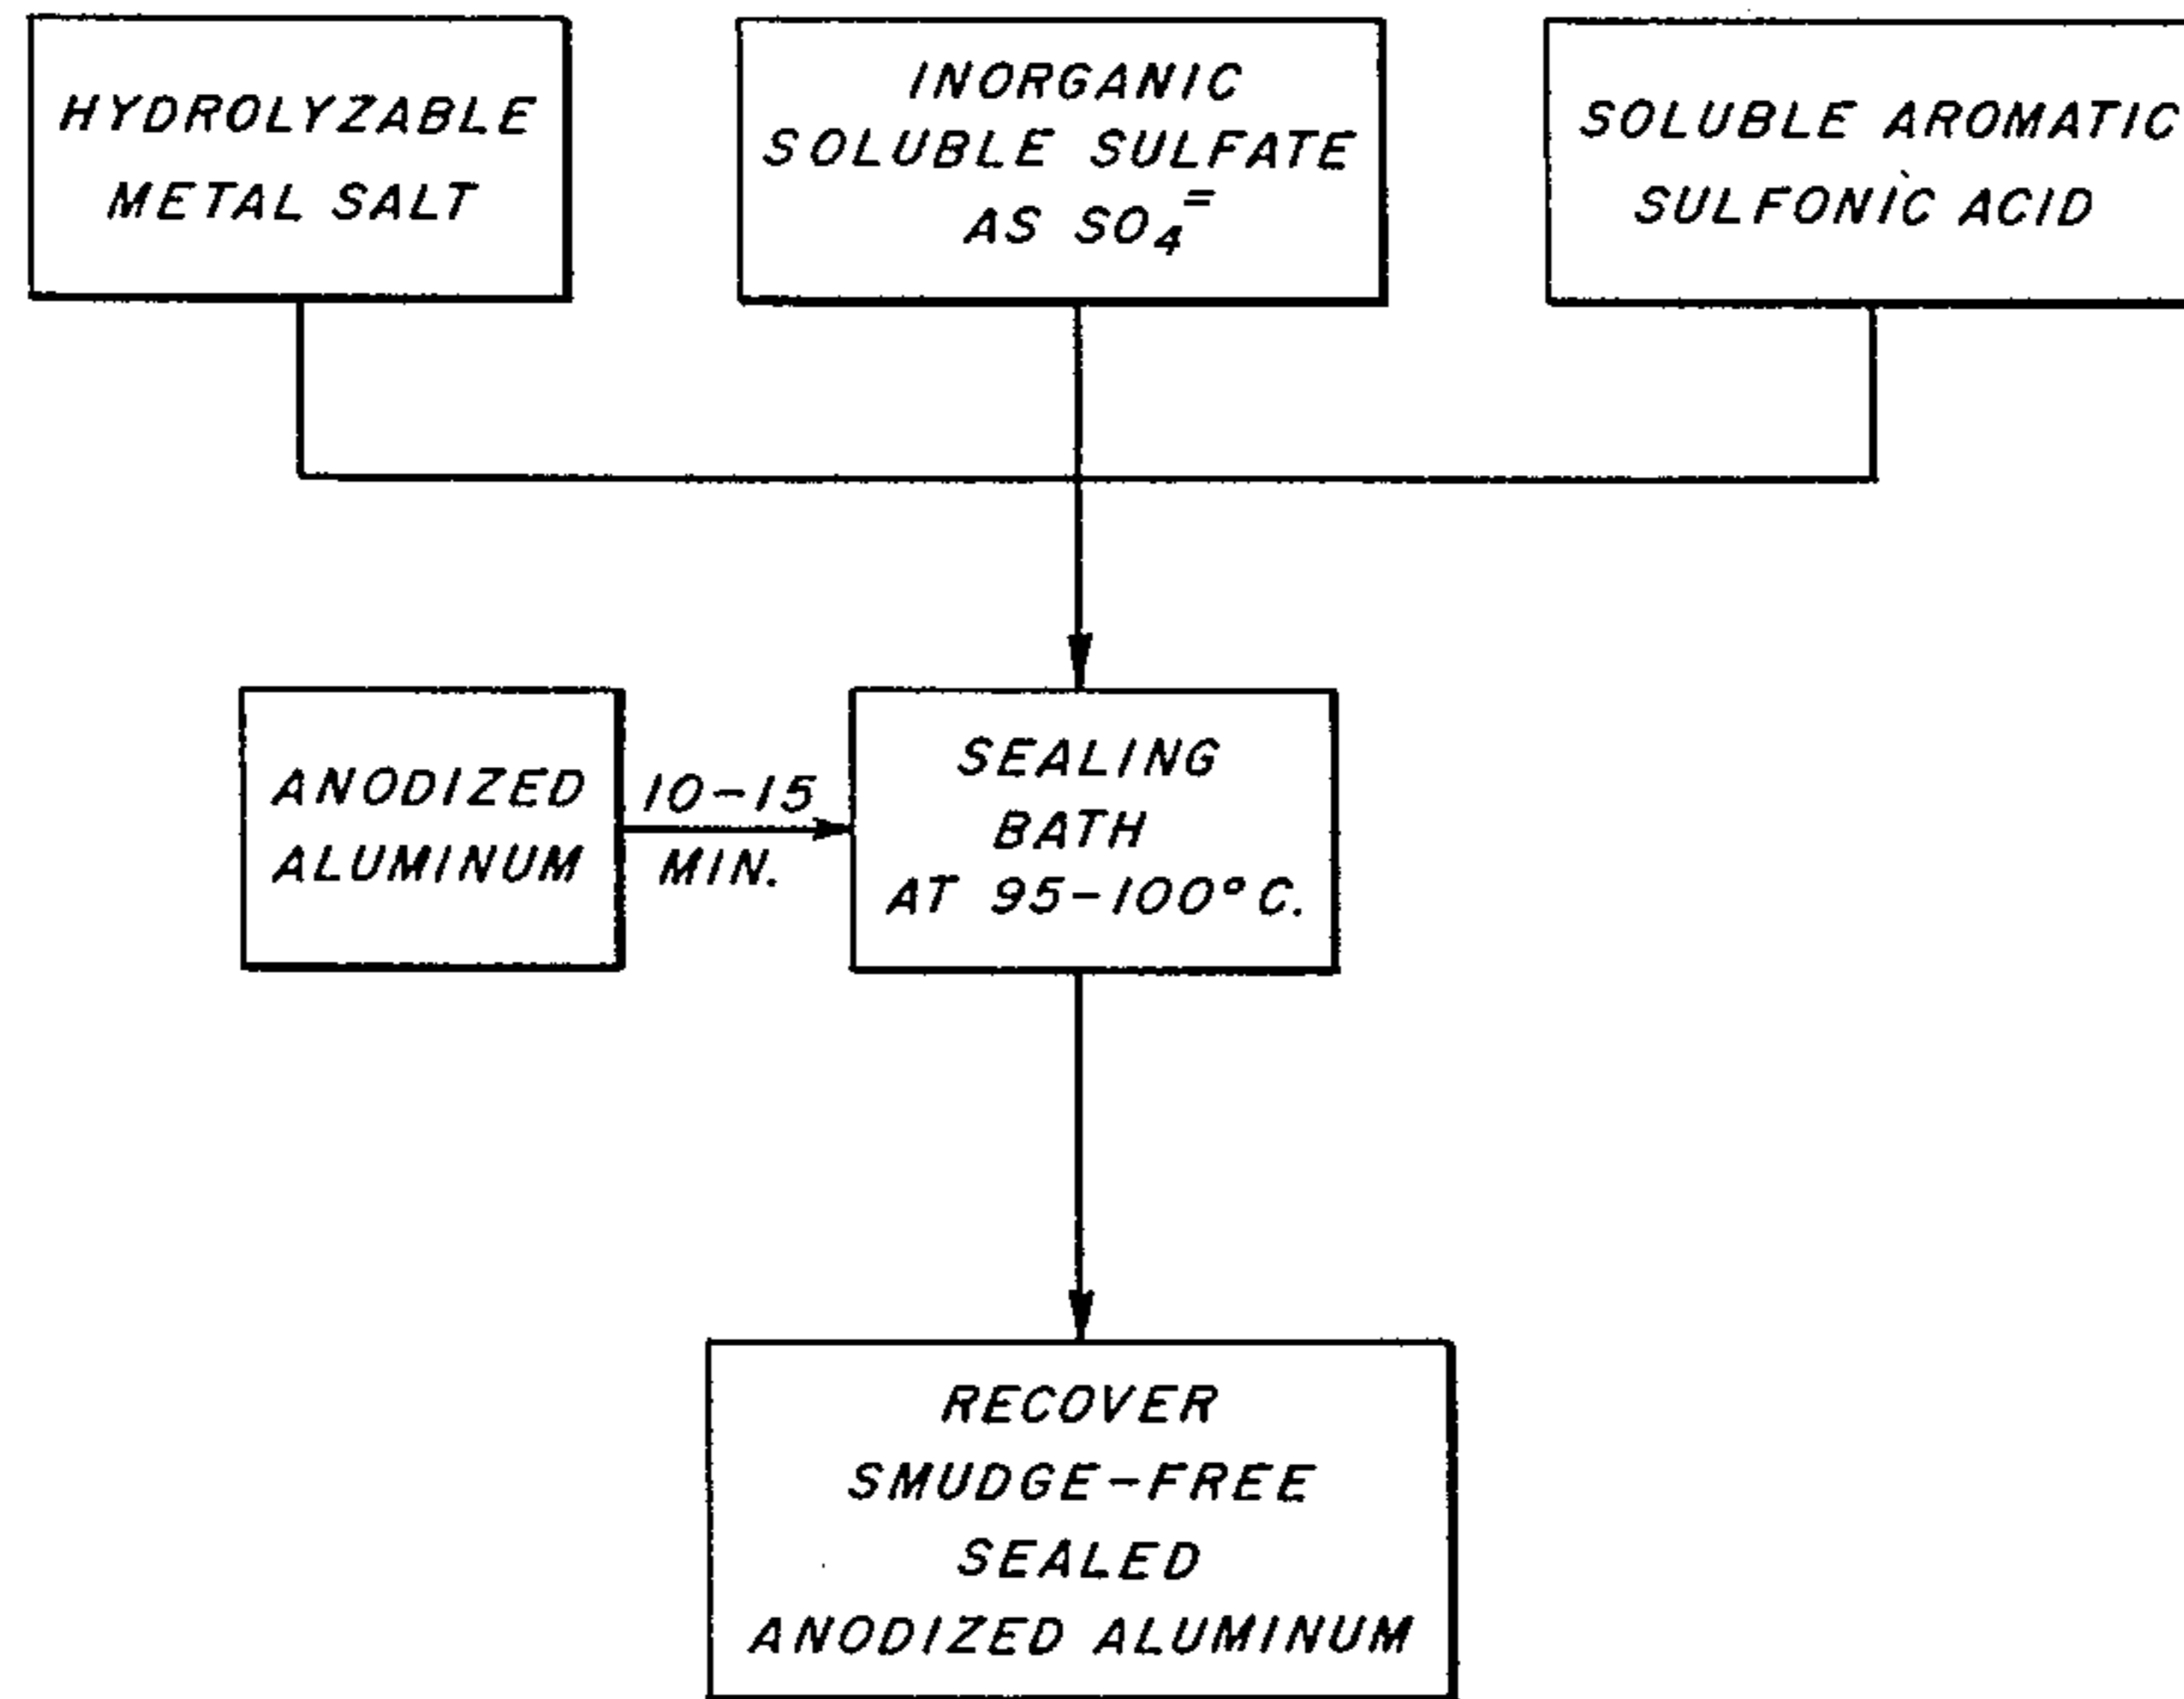 HYDROLYZABLE
METAL SALT
INORGANIC
SOLUBLE SULFATE
AS SO₄⁼
SOLUBLE AROMATIC
SULFONIC ACID
ANODIZED
ALUMINUM
10-15
MIN.
SEALING
BATH
AT 95-100°C.
RECOVER
SMUDGE-FREE
SEALED
ANODIZED ALUMINUM